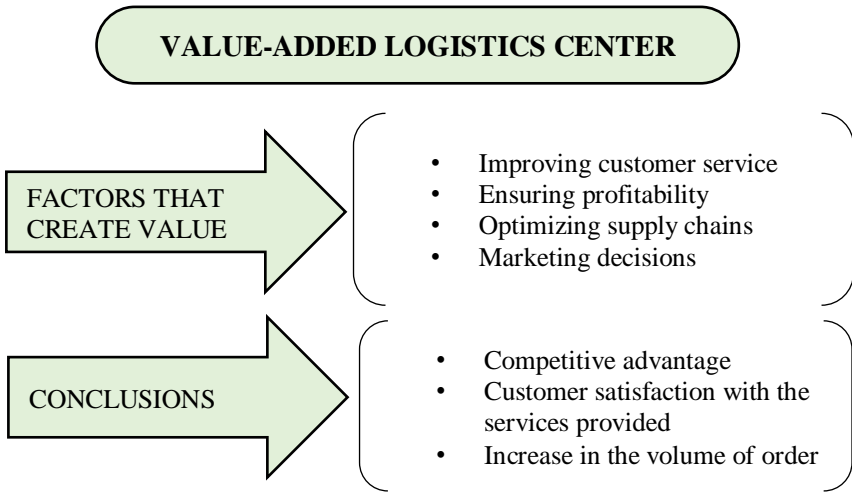 VALUE-ADDED LOGISTICS CENTER
FACTORS THAT
CREATE VALUE
• Improving customer service
• Ensuring profitability
• Optimizing supply chains
• Marketing decisions
CONCLUSIONS
• Competitive advantage
• Customer satisfaction with the
services provided
• Increase in the volume of order